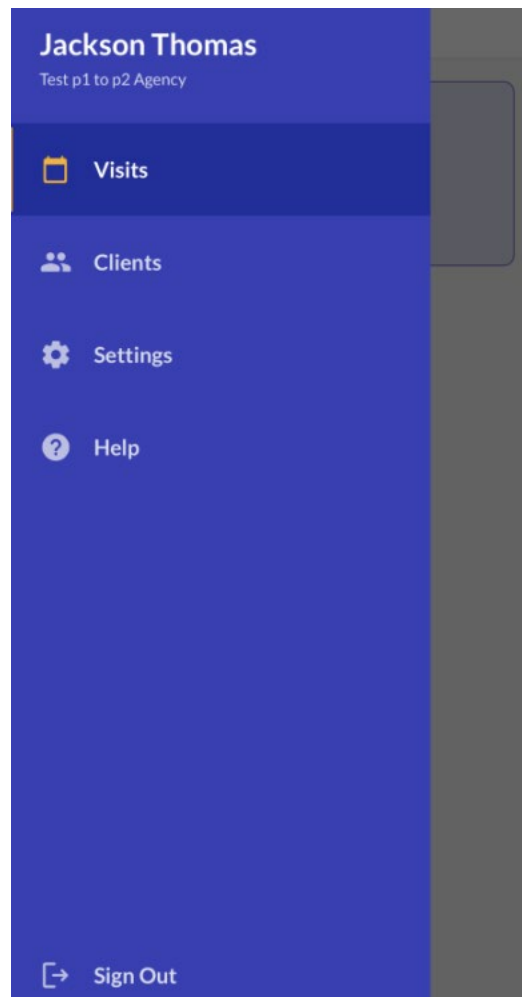 Jackson Thomas
Test p1 to p2 Agency
Visits
Clients
Settings
Help
Sign Out